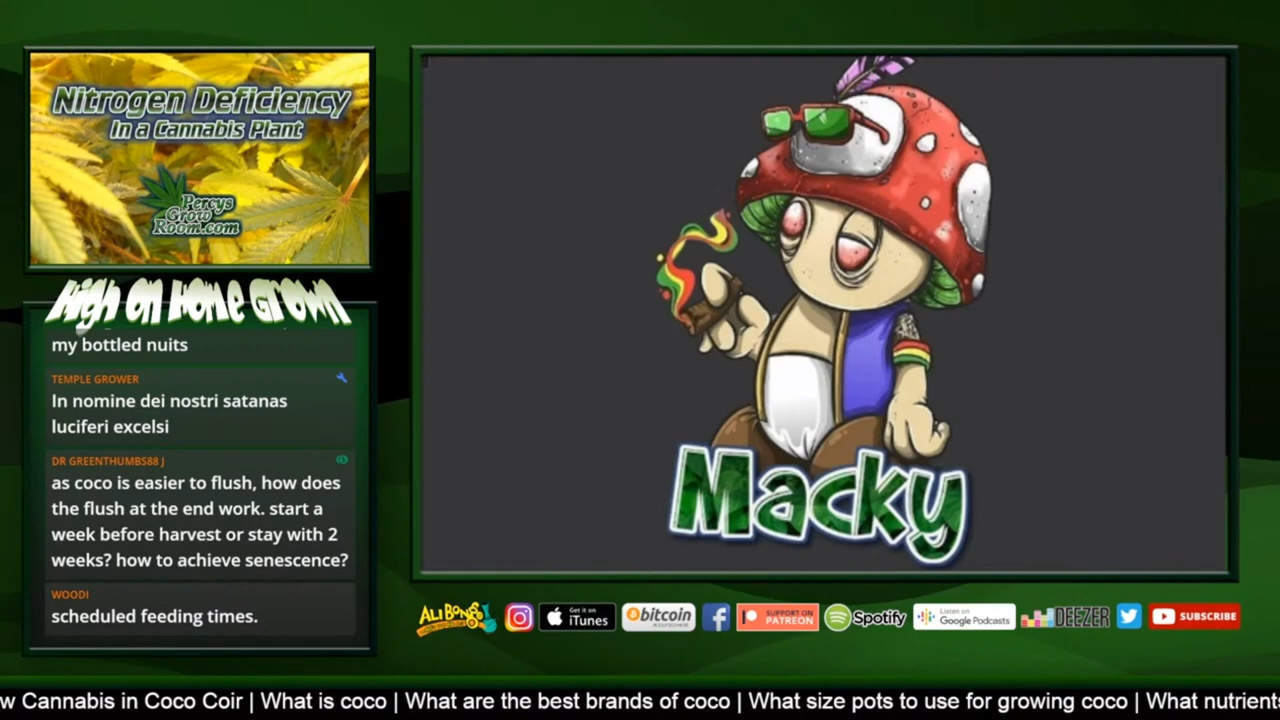 Nitrogen Deficiency
In a Cannabis Plant
Percys
Grow
Room.com
High on Home Grown
my bottled nuits
TEMPLE GROWER
In nomine dei nostri satanas
luciferi excelsi
DR GREENTHUMBS88 J
as coco is easier to flush, how does
the flush at the end work. start a
week before harvest or stay with 2
weeks? how to achieve senescence?
WOODI
scheduled feeding times.
Macky
ALI BONGO
Get it on
iTunes
bitcoin
ACCEPTED HERE
SUPPORT ON
PATREON
Spotify
Listen on
Google Podcasts
DEEZER
SUBSCRIBE
w Cannabis in Coco Coir | What is coco | What are the best brands of coco | What size pots to use for growing coco | What nutrients